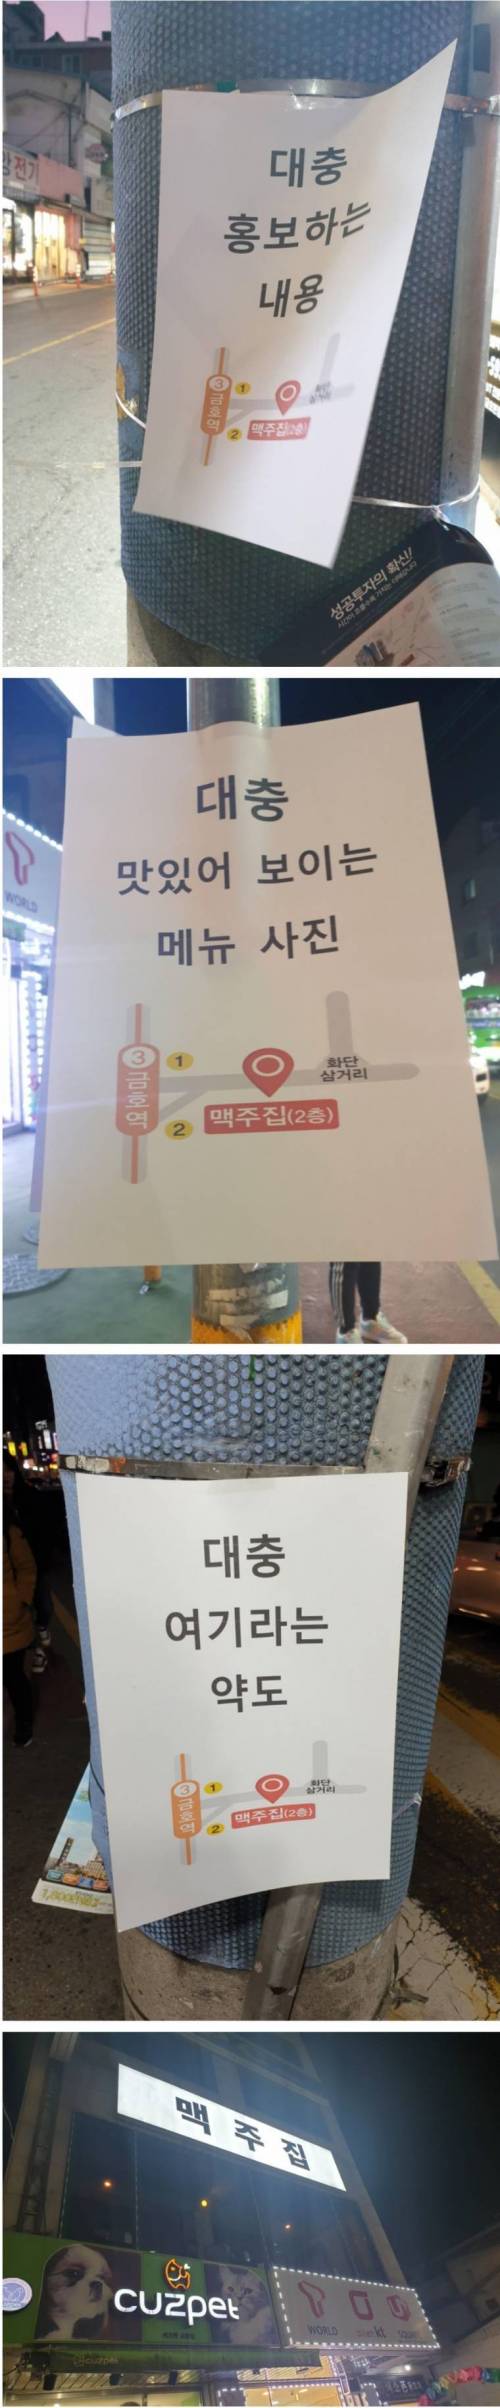 앙전기
대충
홍보하는
내용
3
금호역
1
2
화단
삼거리
맥주집(2층)
성공투자의 확신!
대충
맛있어 보이는
메뉴 사진
WORLD
3
금호역
1
2
화단
삼거리
맥주집(2층)
대충
여기라는
약도
3
금호역
1
2
화단
삼거리
맥주집(2층)
맥주집
cuzpet
WORLD
kt